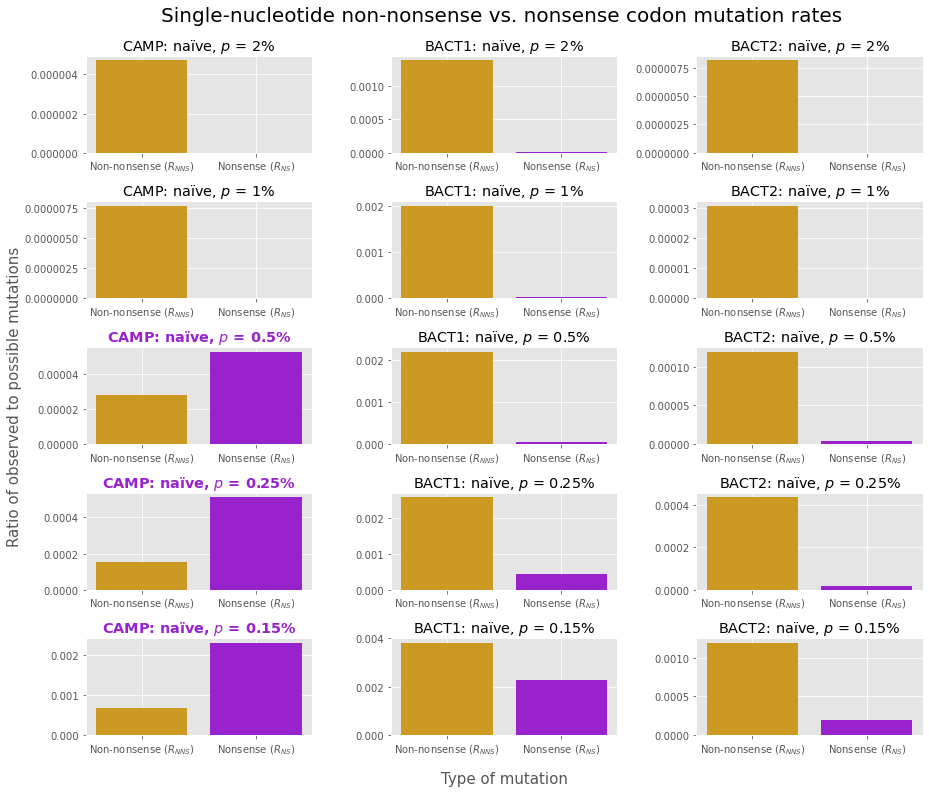 Single-nucleotide non-nonsense vs. nonsense codon mutation rates
CAMP: naïve, p = 2%
BACT1: naïve, p = 2%
BACT2: naïve, p = 2%
0.000004
0.000002
0.000000
0.0010
0.0005
0.0000
0.0000075
0.0000050
0.0000025
0.0000000
Non-nonsense (R_NNS)
Nonsense (R_NS)
Non-nonsense (R_NNS)
Nonsense (R_NS)
Non-nonsense (R_NNS)
Nonsense (R_NS)
CAMP: naïve, p = 1%
BACT1: naïve, p = 1%
BACT2: naïve, p = 1%
0.0000075
0.0000050
0.0000025
0.0000000
0.002
0.001
0.000
0.00003
0.00002
0.00001
0.00000
Non-nonsense (R_NNS)
Nonsense (R_NS)
Non-nonsense (R_NNS)
Nonsense (R_NS)
Non-nonsense (R_NNS)
Nonsense (R_NS)
Ratio of observed to possible mutations
CAMP: naïve, p = 0.5%
BACT1: naïve, p = 0.5%
BACT2: naïve, p = 0.5%
0.00004
0.00002
0.00000
0.002
0.001
0.000
0.00010
0.00005
0.00000
Non-nonsense (R_NNS)
Nonsense (R_NS)
Non-nonsense (R_NNS)
Nonsense (R_NS)
Non-nonsense (R_NNS)
Nonsense (R_NS)
CAMP: naïve, p = 0.25%
BACT1: naïve, p = 0.25%
BACT2: naïve, p = 0.25%
0.0004
0.0002
0.0000
0.002
0.001
0.000
0.0004
0.0002
0.0000
Non-nonsense (R_NNS)
Nonsense (R_NS)
Non-nonsense (R_NNS)
Nonsense (R_NS)
Non-nonsense (R_NNS)
Nonsense (R_NS)
CAMP: naïve, p = 0.15%
BACT1: naïve, p = 0.15%
BACT2: naïve, p = 0.15%
0.002
0.001
0.000
0.004
0.002
0.000
0.0010
0.0005
0.0000
Non-nonsense (R_NNS)
Nonsense (R_NS)
Non-nonsense (R_NNS)
Nonsense (R_NS)
Non-nonsense (R_NNS)
Nonsense (R_NS)
Type of mutation